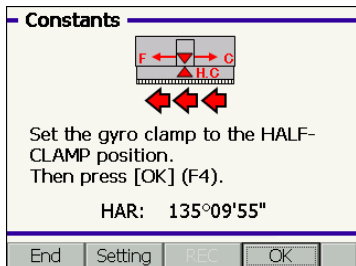 Constants
F C
H.C
Set the gyro clamp to the HALF-
CLAMP position.
Then press [OK] (F4).
HAR: 135°09'55"
End Setting REC OK